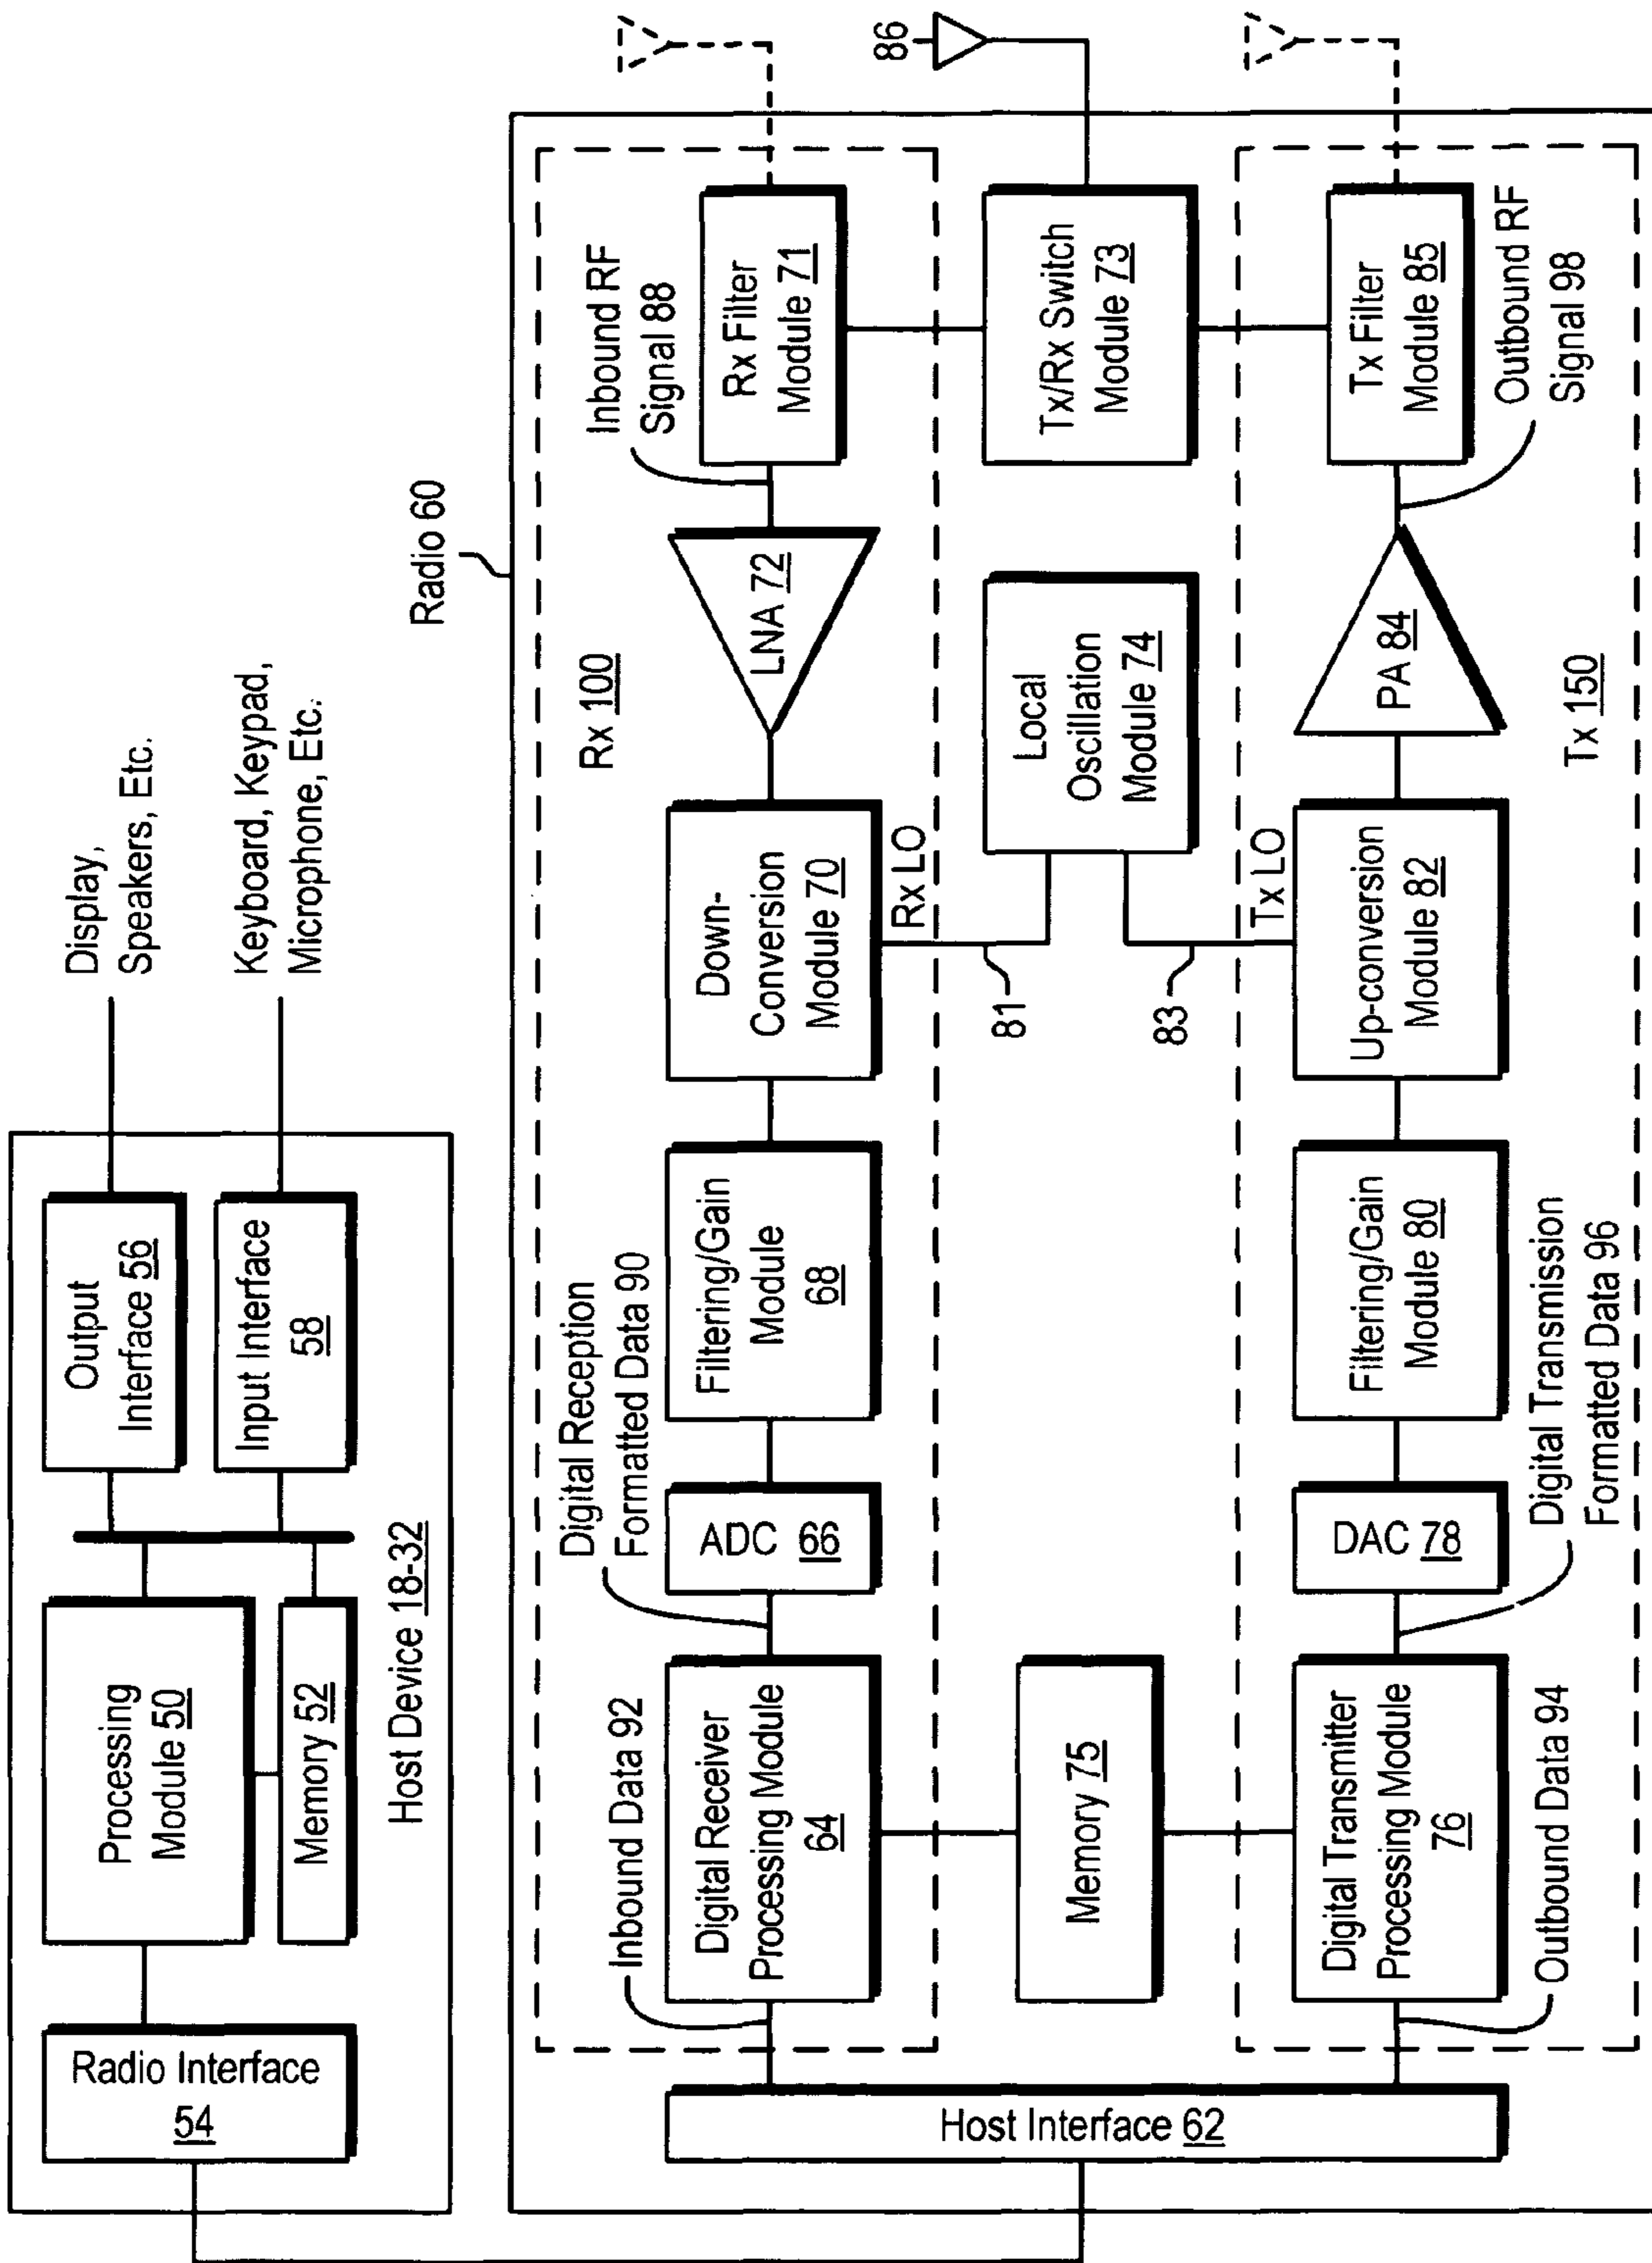 Radio Interface
54
Processing
Module 50
Memory 52
Output
Interface 56
Input Interface
58
Host Device 18-32
Display,
Speakers, Etc.
Keyboard, Keypad,
Microphone, Etc.
Radio 60
Host Interface 62
Inbound Data 92
Digital Receiver
Processing Module
64
Digital Reception
Formatted Data 90
ADC 66
Filtering/Gain
Module
68
Down-
Conversion
Module 70
Rx LO
Rx 100
LNA 72
Inbound RF
Signal 88
Rx Filter
Module 71
Memory 75
81
83
Local
Oscillation
Module 74
Tx/Rx Switch
Module 73
86
Digital Transmitter
Processing Module
76
Outbound Data 94
DAC 78
Digital Transmission
Formatted Data 96
Filtering/Gain
Module 80
Tx LO
Up-conversion
Module 82
PA 84
Tx 150
Tx Filter
Module 85
Outbound RF
Signal 98